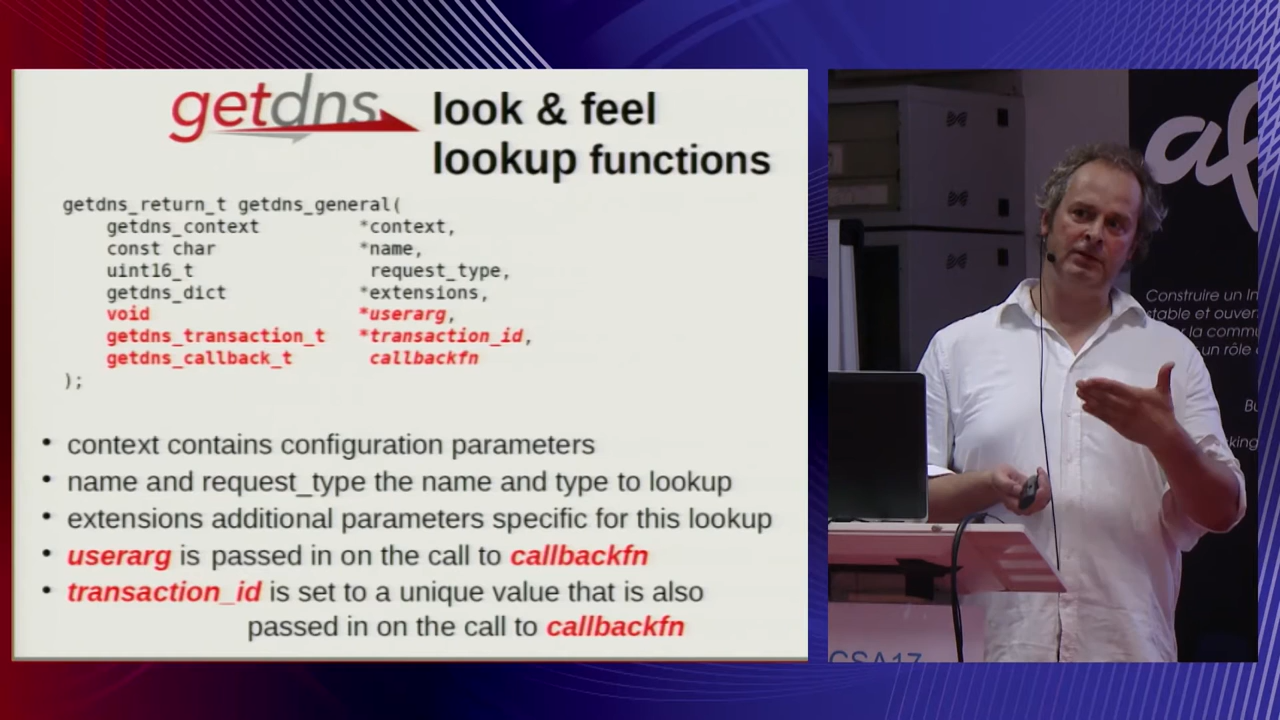 getdns look & feel
lookup functions
getdns_return_t getdns_general(
getdns_context *context,
const char *name,
uint16_t request_type,
getdns_dict *extensions,
void *userarg,
getdns_transaction_t *transaction_id,
getdns_callback_t callbackfn
);
• context contains configuration parameters
• name and request_type the name and type to lookup
• extensions additional parameters specific for this lookup
• userarg is passed in on the call to callbackfn
• transaction_id is set to a unique value that is also
passed in on the call to callbackfn
af
Construire un In
stable et ouver
r la commu
un rôle
Bu
king
CSA17